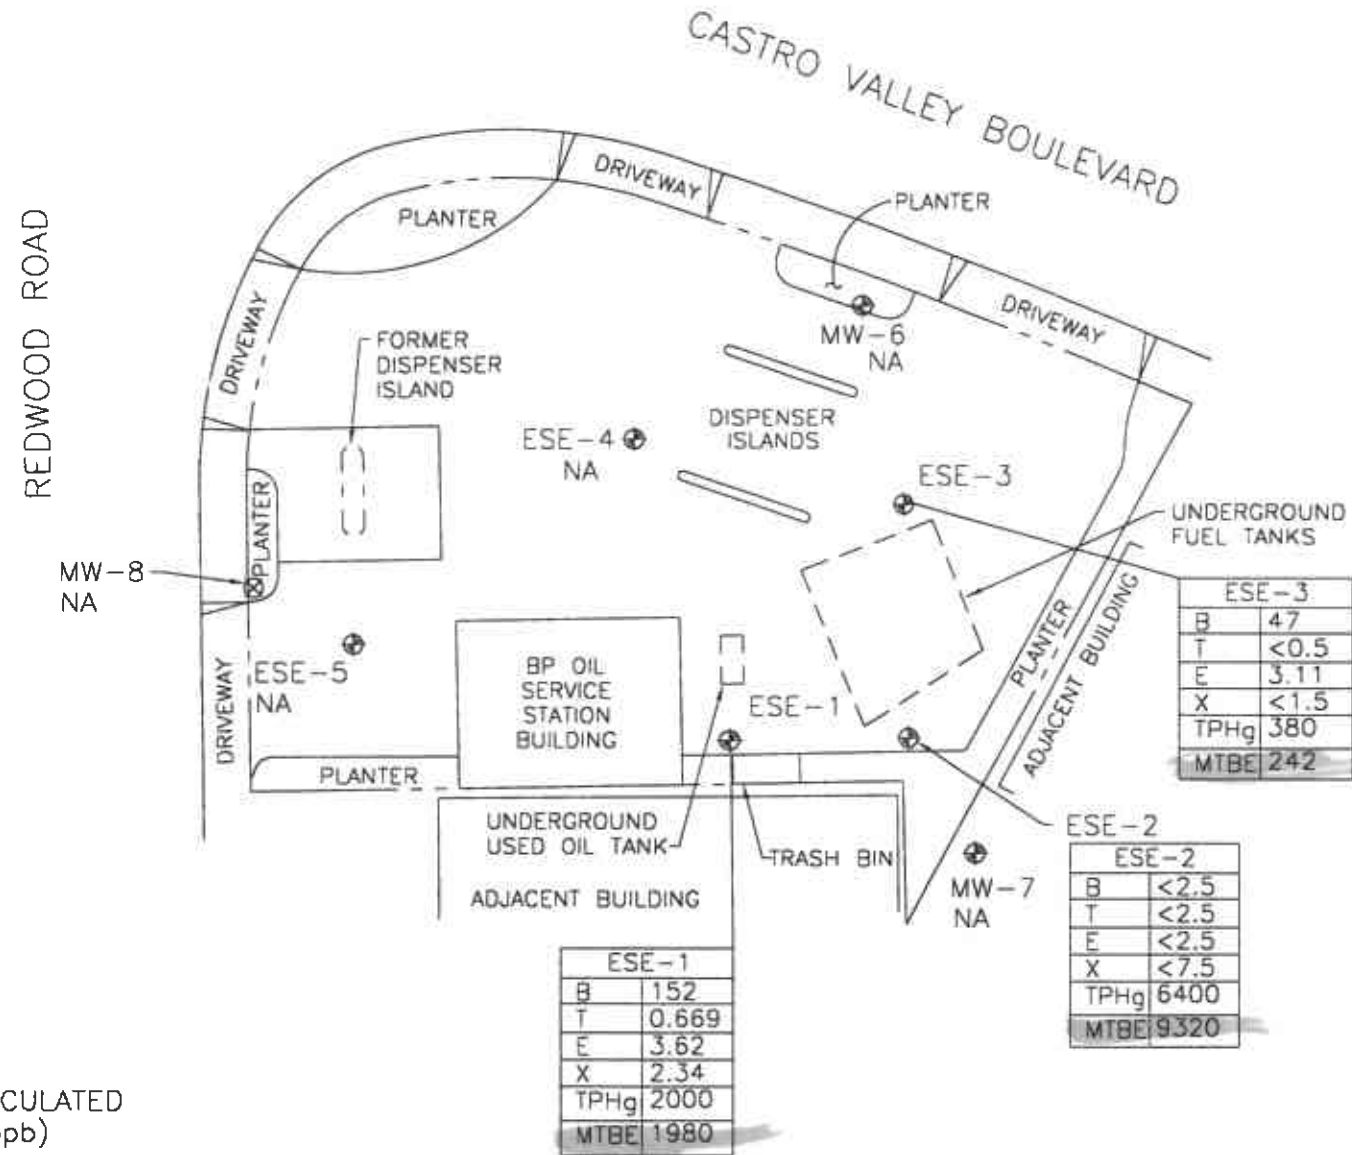 CASTRO VALLEY BOULEVARD
REDWOOD ROAD
DRIVEWAY
PLANTER
PLANTER
DRIVEWAY
DRIVEWAY
FORMER
DISPENSER
ISLAND
MW-6
NA
DISPENSER
ISLANDS
ESE-4
NA
ESE-3
UNDERGROUND
FUEL TANKS
PLANTER
MW-8
NA
ESE-5
NA
DRIVEWAY
BP OIL
SERVICE
STATION
BUILDING
ESE-1
PLANTER
ADJACENT BUILDING
PLANTER
UNDERGROUND
USED OIL TANK
TRASH BIN
ADJACENT BUILDING
MW-7
NA
ESE-2
ESE-3
B 47
T <0.5
E 3.11
X <1.5
TPHg 380
MTBE 242
ESE-2
B <2.5
T <2.5
E <2.5
X <7.5
TPHg 6400
MTBE 9320
ESE-1
B 152
T 0.669
E 3.62
X 2.34
TPHg 2000
MTBE 1980
CULATED
pb)